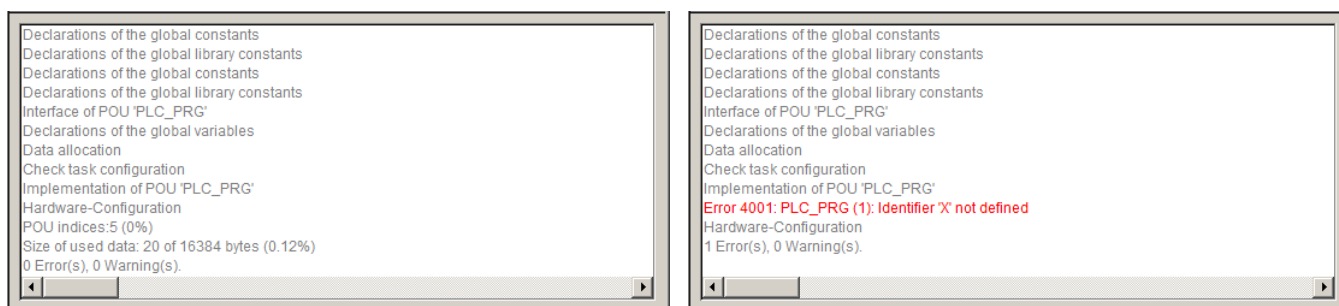 Declarations of the global constants
Declarations of the global library constants
Declarations of the global constants
Declarations of the global library constants
Interface of POU 'PLC_PRG'
Declarations of the global variables
Data allocation
Check task configuration
Implementation of POU 'PLC_PRG'
Hardware-Configuration
POU indices:5 (0%)
Size of used data: 20 of 16384 bytes (0.12%)
0 Error(s), 0 Warning(s).
Declarations of the global constants
Declarations of the global library constants
Declarations of the global constants
Declarations of the global library constants
Interface of POU 'PLC_PRG'
Declarations of the global variables
Data allocation
Check task configuration
Implementation of POU 'PLC_PRG'
Error 4001: PLC_PRG (1): Identifier 'X' not defined
Hardware-Configuration
1 Error(s), 0 Warning(s).